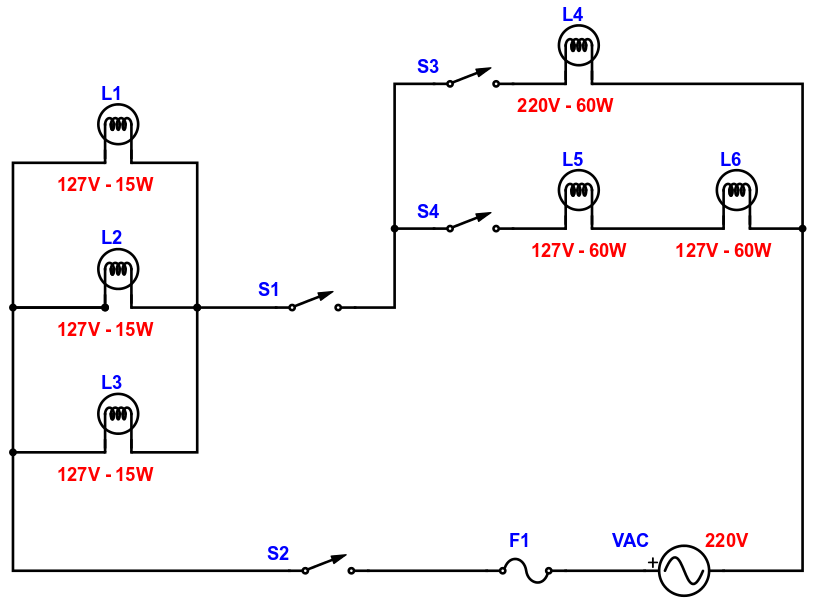 L4
S3
220V - 60W
L1
127V - 15W
L5
L6
S4
127V - 60W
127V - 60W
L2
S1
127V - 15W
L3
127V - 15W
S2
F1
VAC
220V
+